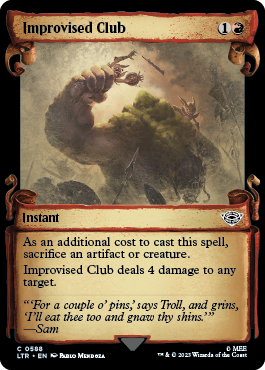 Improvised Club 1
Instant
As an additional cost to cast this spell,
sacrifice an artifact or creature.
Improvised Club deals 4 damage to any
target.
“‘For a couple o’ pins,’ says Troll, and grins,
‘I’ll eat thee too and gnaw thy shins.’”
—Sam
C 0588 © MEE
LTR • EN Pablo Mendoza ™ & © 2023 Wizards of the Coast